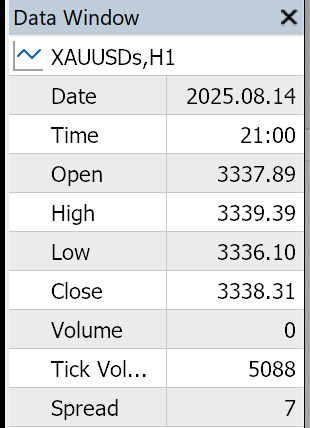 Data Window
XAUUSDs,H1
Date 2025.08.14
Time 21:00
Open 3337.89
High 3339.39
Low 3336.10
Close 3338.31
Volume 0
Tick Vol... 5088
Spread 7